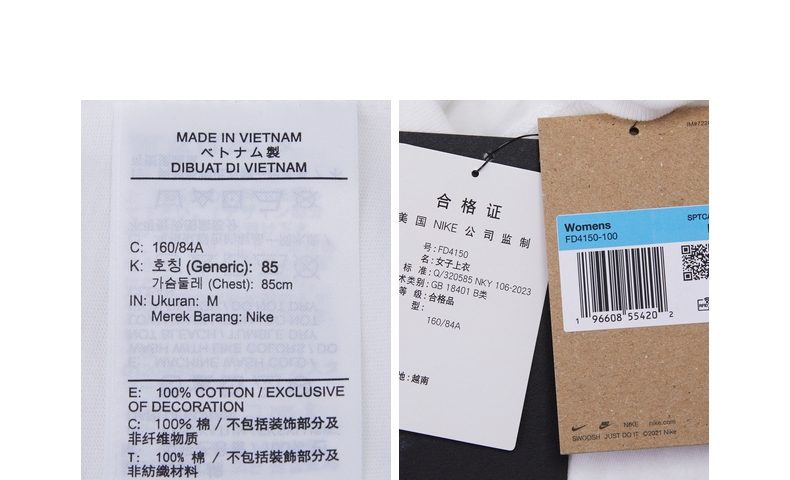 MADE IN VIETNAM
ベトナム製
DIBUAT DI VIETNAM
C: 160/84A
K: 호칭 (Generic): 85
가슴둘레 (Chest): 85cm
IN: Ukuran: M
Merek Barang: Nike
E: 100% COTTON / EXCLUSIVE
OF DECORATION
C: 100% 棉 / 不包括装饰部分及
非纤维物质
T: 100% 棉 / 不包括裝飾部分及
非紡織材料
合格证
美国 NIKE 公司监制
号: FD4150
名: 女子上衣
标 准: Q/320585 NKY 106-2023
术类别: GB 18401 B类
等 级: 合格品
型:
160/84A
地: 越南
Womens
FD4150-100
1 96608 55420 2
NIKE nike.com
SWOOSH JUST DO IT ©2021 Nike